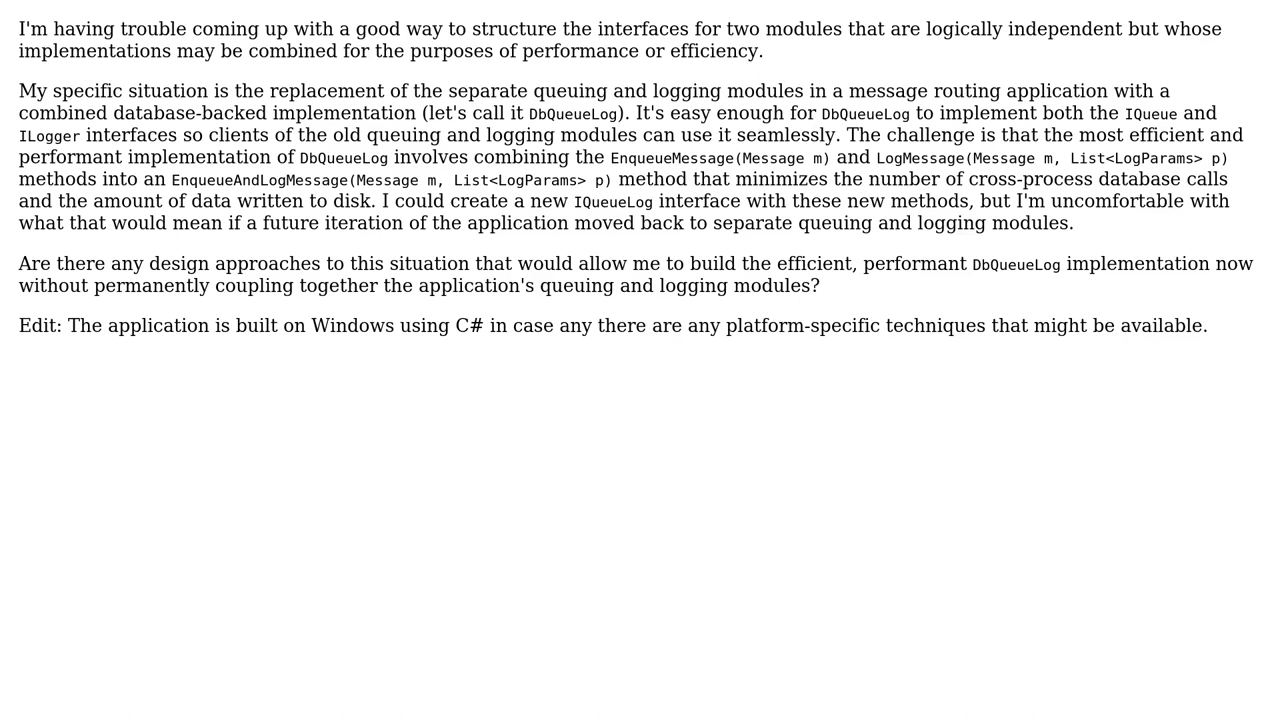 I'm having trouble coming up with a good way to structure the interfaces for two modules that are logically independent but whose
implementations may be combined for the purposes of performance or efficiency.
My specific situation is the replacement of the separate queuing and logging modules in a message routing application with a
combined database-backed implementation (let's call it DbQueueLog). It's easy enough for DbQueueLog to implement both the IQueue and
ILogger interfaces so clients of the old queuing and logging modules can use it seamlessly. The challenge is that the most efficient and
performant implementation of DbQueueLog involves combining the EnqueueMessage(Message m) and LogMessage(Message m, List<LogParams> p)
methods into an EnqueueAndLogMessage(Message m, List<LogParams> p) method that minimizes the number of cross-process database calls
and the amount of data written to disk. I could create a new IQueueLog interface with these new methods, but I'm uncomfortable with
what that would mean if a future iteration of the application moved back to separate queuing and logging modules.
Are there any design approaches to this situation that would allow me to build the efficient, performant DbQueueLog implementation now
without permanently coupling together the application's queuing and logging modules?
Edit: The application is built on Windows using C# in case any there are any platform-specific techniques that might be available.